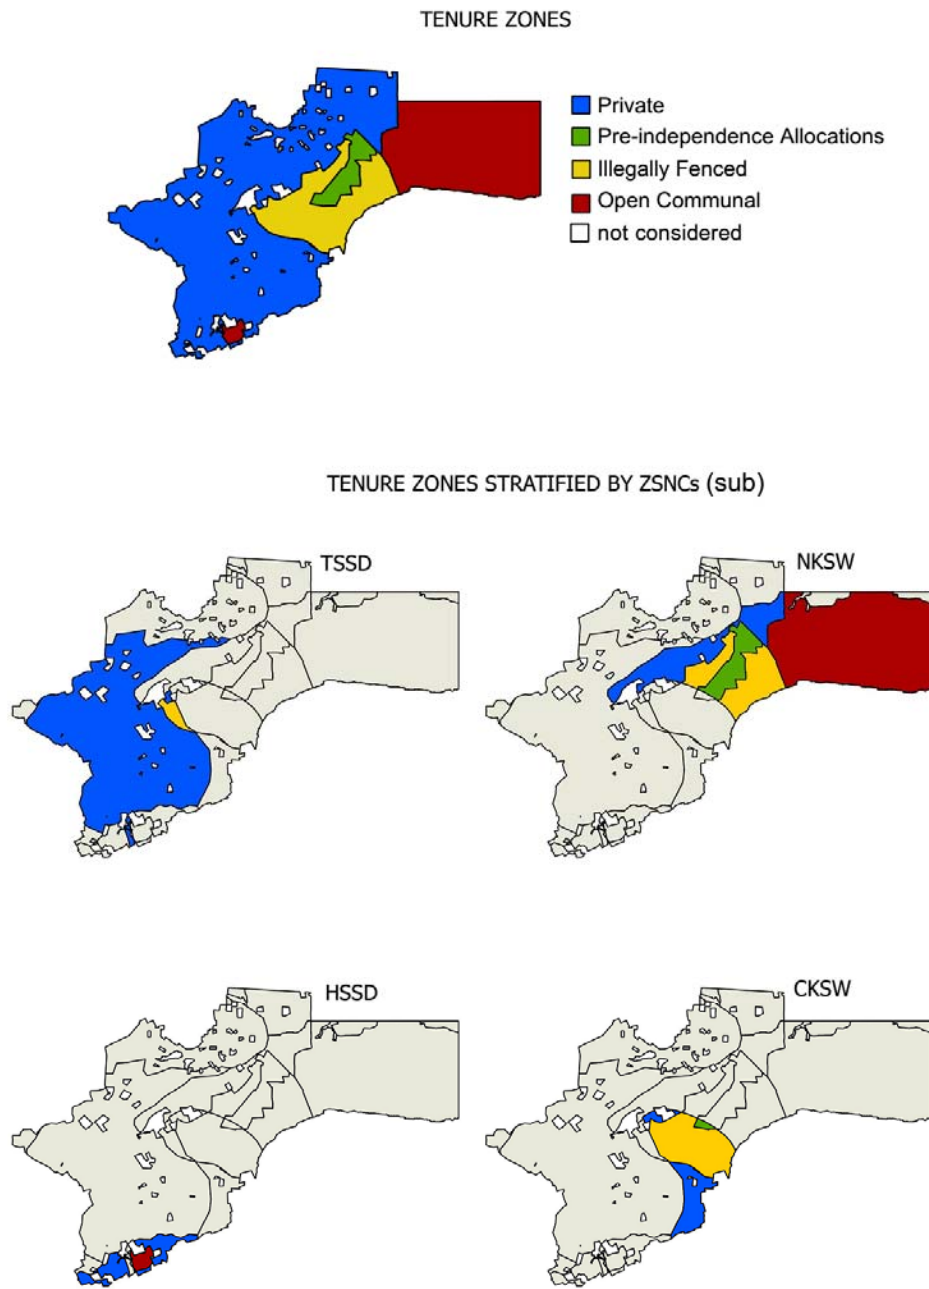 TENURE ZONES
Private
Pre-independence Allocations
Illegally Fenced
Open Communal
not considered
TENURE ZONES STRATIFIED BY ZSNCs (sub)
TSSD
NKSW
HSSD
CKSW